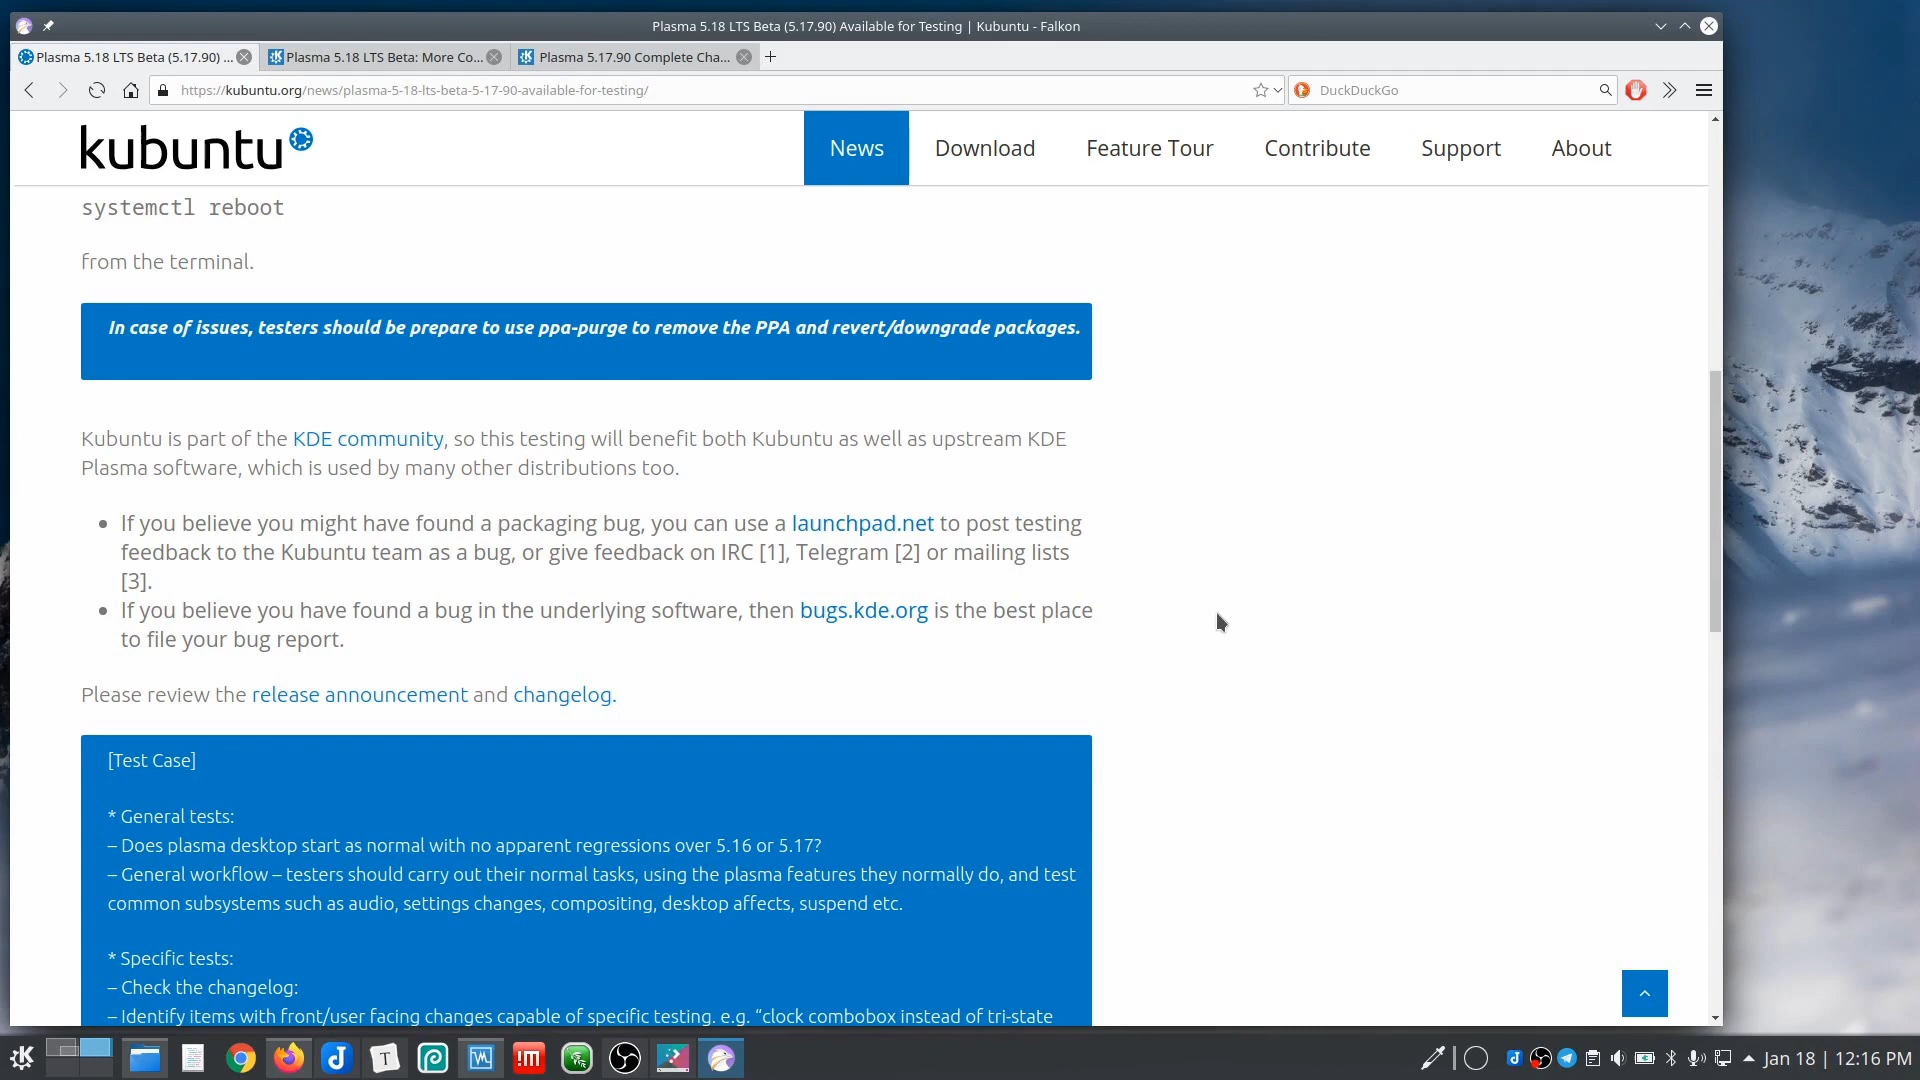 Plasma 5.18 LTS Beta (5.17.90) Available for Testing | Kubuntu - Falkon
Plasma 5.18 LTS Beta (5.17.90) ...
Plasma 5.18 LTS Beta: More Co...
Plasma 5.17.90 Complete Cha...
https://kubuntu.org/news/plasma-5-18-lts-beta-5-17-90-available-for-testing/
DuckDuckGo
kubuntu
News
Download
Feature Tour
Contribute
Support
About
systemctl reboot
from the terminal.
In case of issues, testers should be prepare to use ppa-purge to remove the PPA and revert/downgrade packages.
Kubuntu is part of the KDE community, so this testing will benefit both Kubuntu as well as upstream KDE
Plasma software, which is used by many other distributions too.
• If you believe you might have found a packaging bug, you can use a launchpad.net to post testing
feedback to the Kubuntu team as a bug, or give feedback on IRC [1], Telegram [2] or mailing lists
[3].
• If you believe you have found a bug in the underlying software, then bugs.kde.org is the best place
to file your bug report.
Please review the release announcement and changelog.
[Test Case]
* General tests:
– Does plasma desktop start as normal with no apparent regressions over 5.16 or 5.17?
– General workflow – testers should carry out their normal tasks, using the plasma features they normally do, and test
common subsystems such as audio, settings changes, compositing, desktop affects, suspend etc.
* Specific tests:
– Check the changelog:
– Identify items with front/user facing changes capable of specific testing. e.g. “clock combobox instead of tri-state
Jan 18 | 12:16 PM